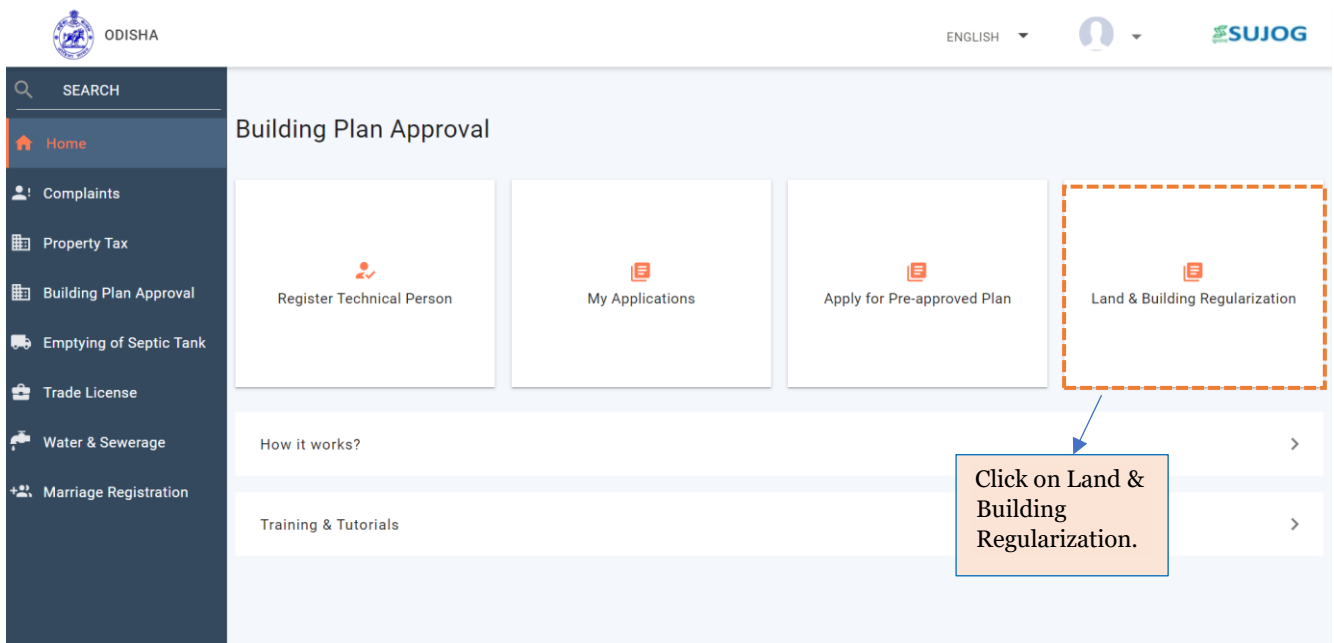 ODISHA
ENGLISH
SUJOG
SEARCH
Home
Complaints
Property Tax
Building Plan Approval
Emptying of Septic Tank
Trade License
Water & Sewerage
Marriage Registration
Building Plan Approval
Register Technical Person
My Applications
Apply for Pre-approved Plan
Land & Building Regularization
How it works?
Training & Tutorials
Click on Land &
Building
Regularization.